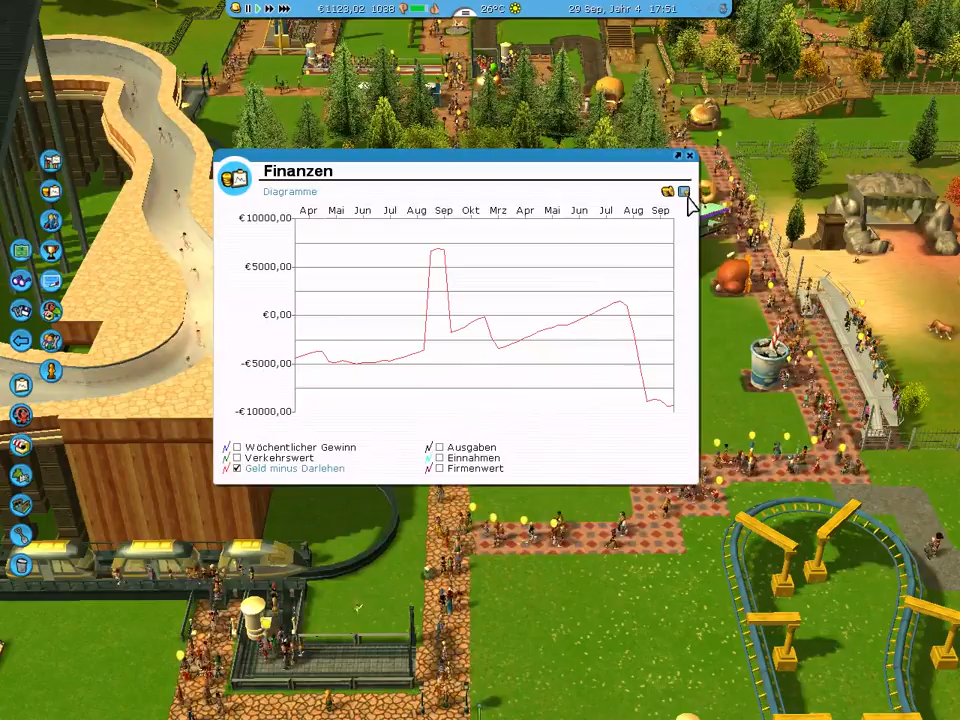 €1123,02 1038 26°C 29 Sep, Jahr 4 17:51
Finanzen
Diagramme
Apr Mai Jun Jul Aug Sep Okt Mrz Apr Mai Jun Jul Aug Sep
€10000,00
€5000,00
€0,00
-€5000,00
-€10000,00
Wöchentlicher Gewinn Ausgaben
Verkehrswert Einnahmen
Geld minus Darlehen Firmenwert